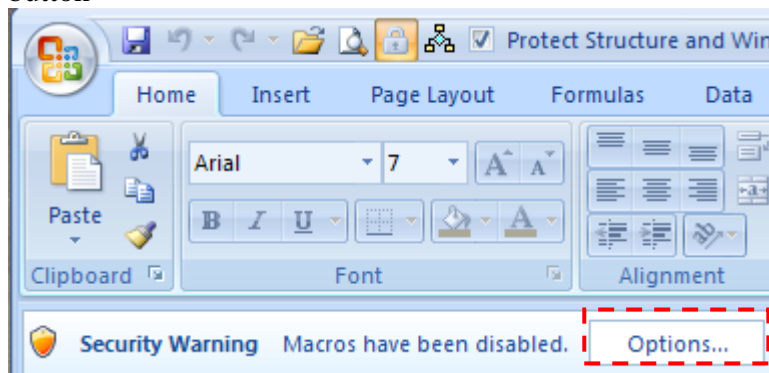 button
Protect Structure and Win
Home Insert Page Layout Formulas Data
Arial 7 A A
Paste B I U A
Clipboard Font Alignment
Security Warning Macros have been disabled. Options...